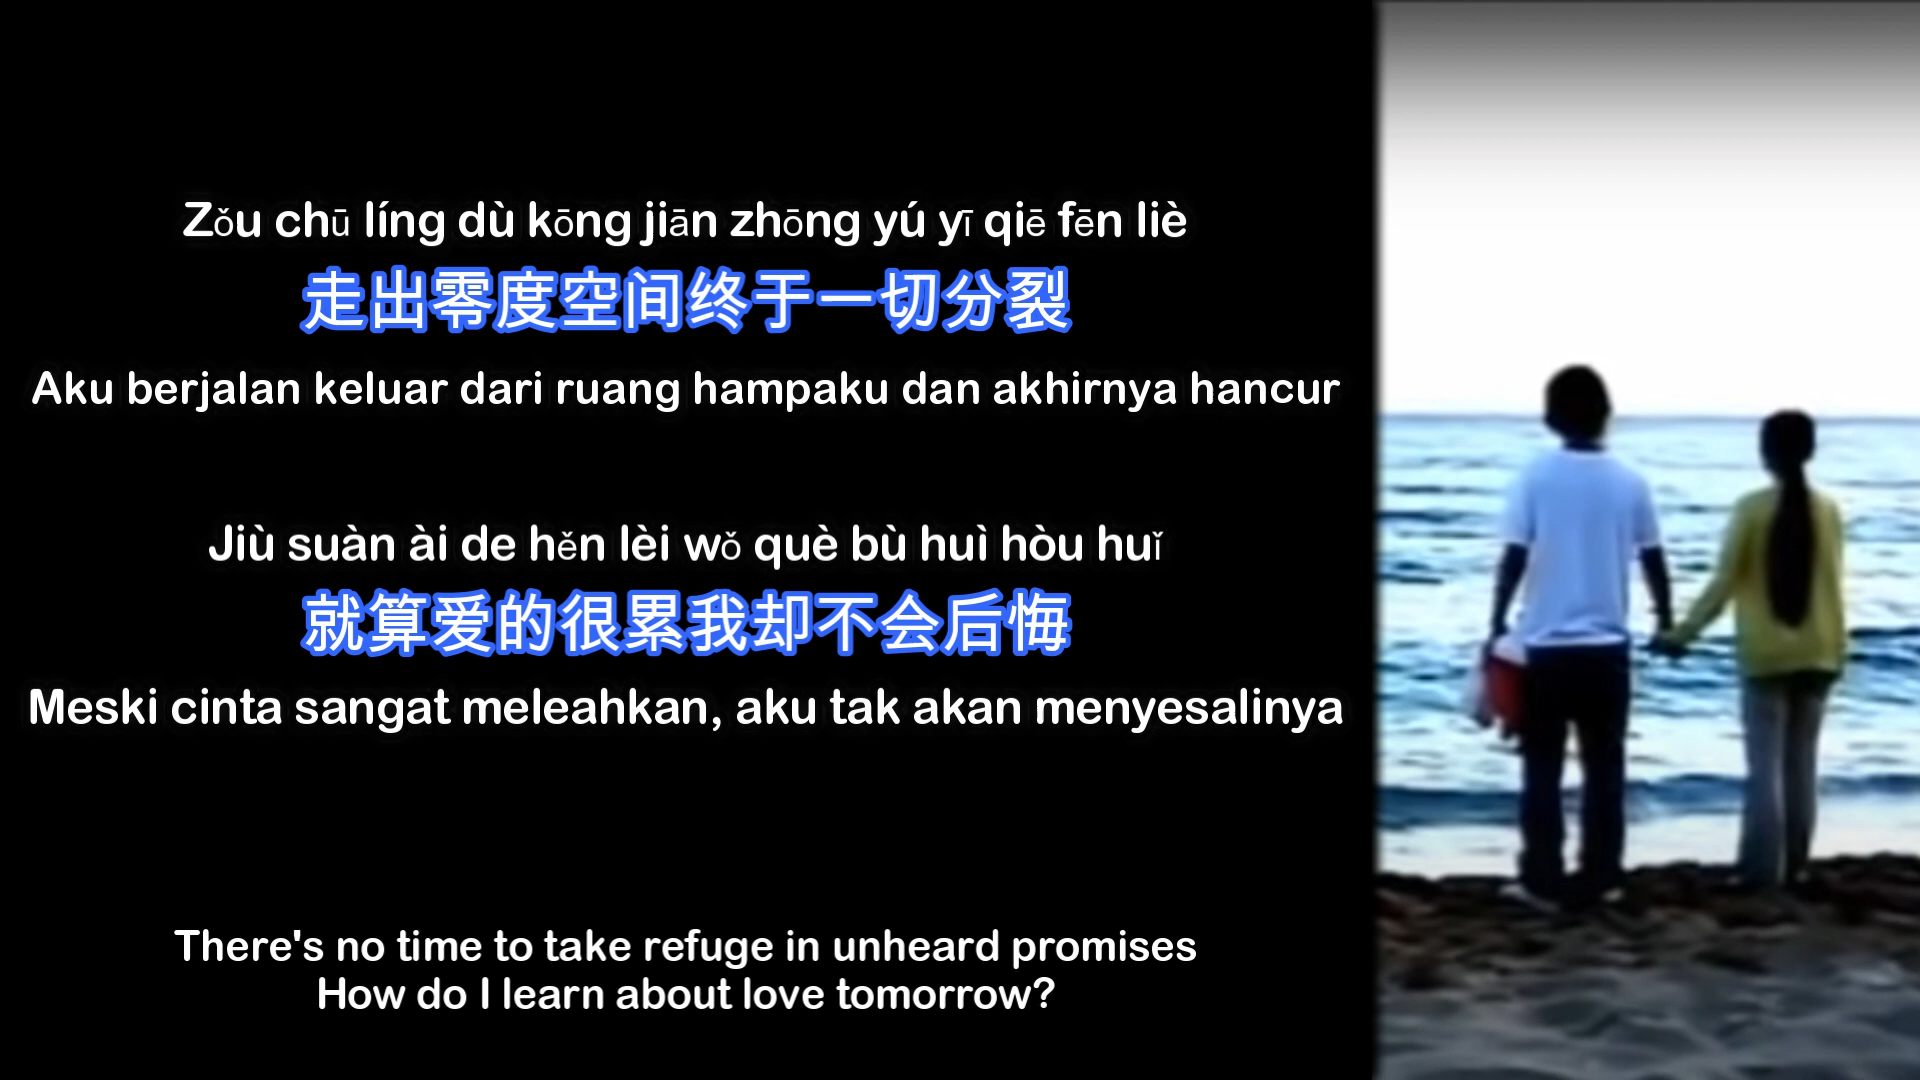 Zǒu chū líng dù kōng jiān zhōng yú yī qiē fēn liè
走出零度空间终于一切分裂
Aku berjalan keluar dari ruang hampaku dan akhirnya hancur
Jiù suàn ài de hěn lèi wǒ què bù huì hòu huǐ
就算爱的很累我却不会后悔
Meski cinta sangat meleahkan, aku tak akan menyesalinya
There's no time to take refuge in unheard promises
How do I learn about love tomorrow?